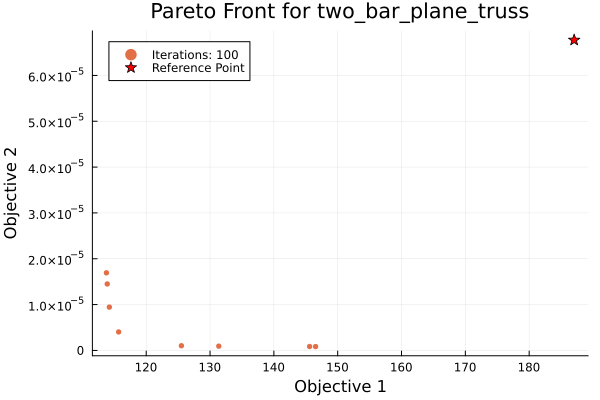 Pareto Front for two_bar_plane_truss
Iterations: 100
Reference Point
6.0×10⁻⁵
5.0×10⁻⁵
4.0×10⁻⁵
3.0×10⁻⁵
2.0×10⁻⁵
1.0×10⁻⁵
0
Objective 2
120 130 140 150 160 170 180
Objective 1